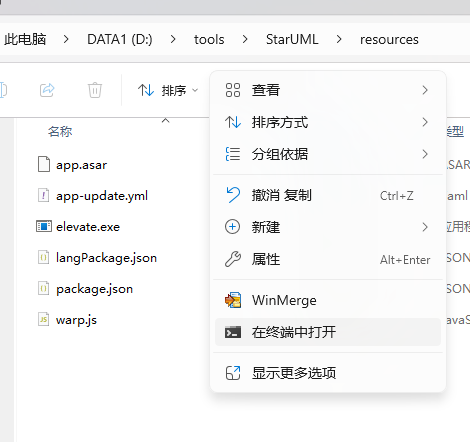 此电脑 > DATA1 (D:) > tools > StarUML > resources
排序
名称
类型
app.asar
ASAR
app-update.yml
aml
elevate.exe
应用程
langPackage.json
JSON
package.json
JSON
warp.js
JavaS
查看
排序方式
分组依据
撤消 复制 Ctrl+Z
新建
属性 Alt+Enter
WinMerge
在终端中打开
显示更多选项